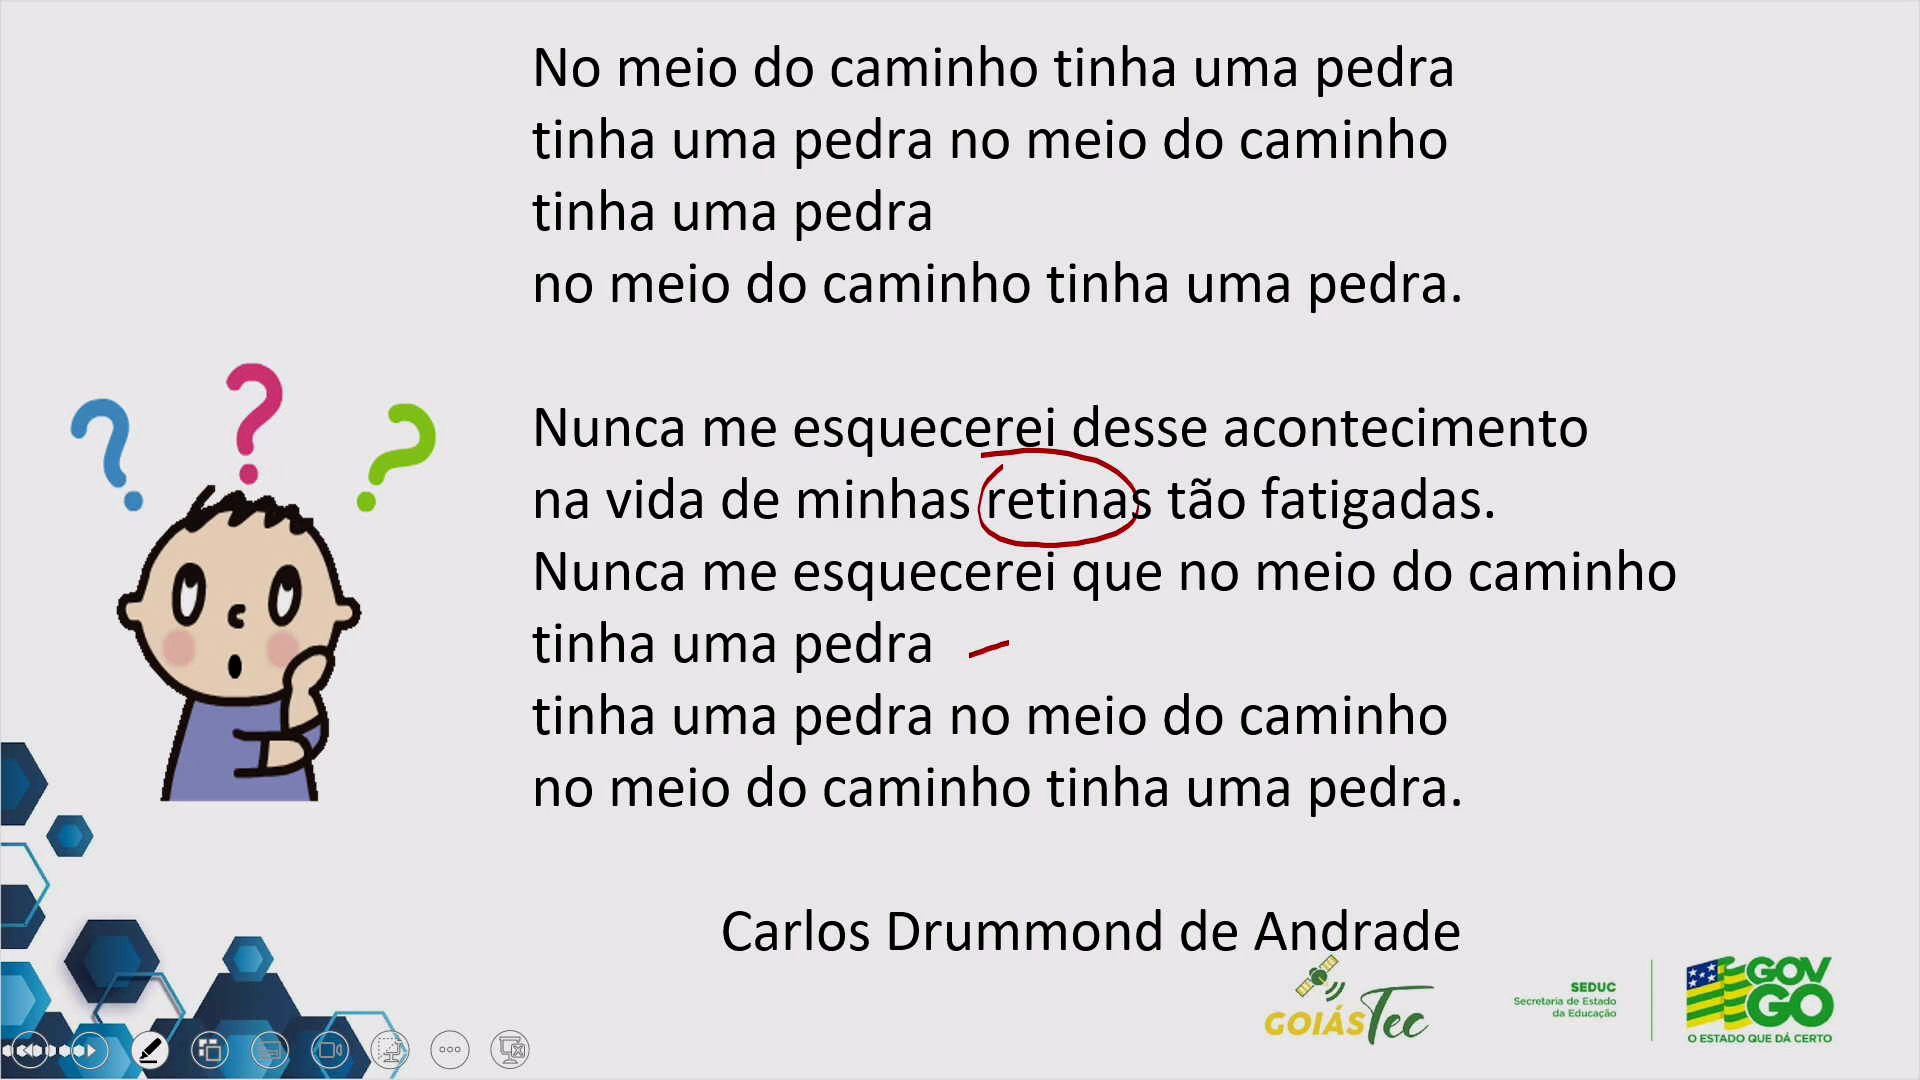 No meio do caminho tinha uma pedra
tinha uma pedra no meio do caminho
tinha uma pedra
no meio do caminho tinha uma pedra.
Nunca me esquecerei desse acontecimento
na vida de minhas retinas tão fatigadas.
Nunca me esquecerei que no meio do caminho
tinha uma pedra
tinha uma pedra no meio do caminho
no meio do caminho tinha uma pedra.
Carlos Drummond de Andrade
GOIÁSTec
SEDUC
Secretaria de Estado
da Educação
GOV
GO
O ESTADO QUE DÁ CERTO